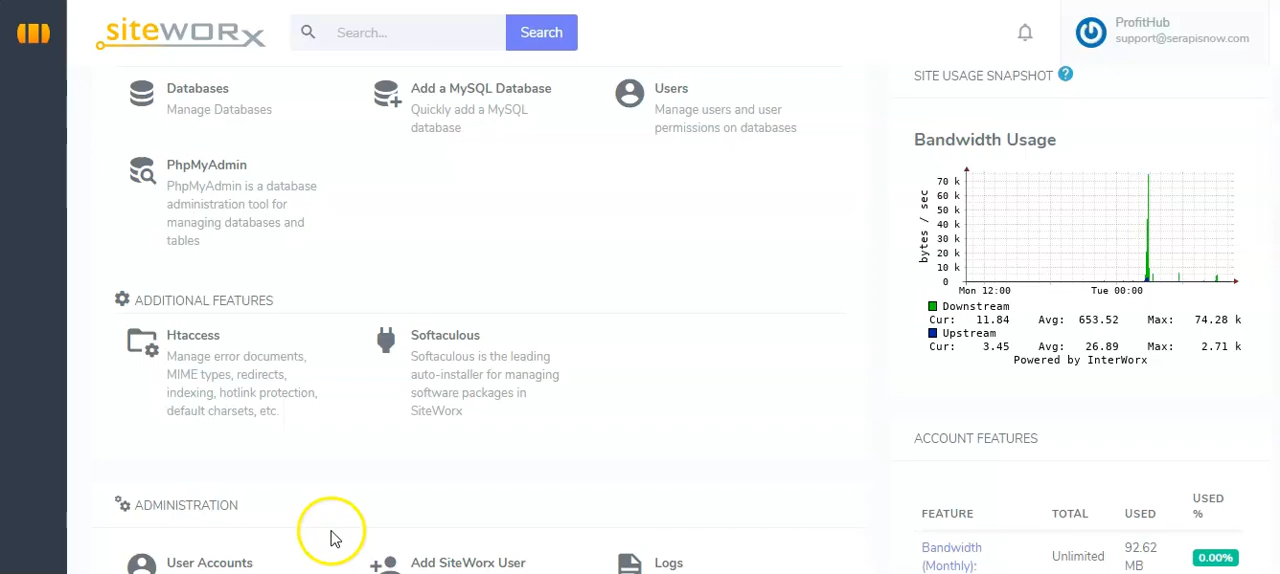 siteworx
Search...
Search
ProfitHub
support@serapisnow.com
Databases
Manage Databases
Add a MySQL Database
Quickly add a MySQL
database
Users
Manage users and user
permissions on databases
PhpMyAdmin
PhpMyAdmin is a database
administration tool for
managing databases and
tables
ADDITIONAL FEATURES
Htaccess
Manage error documents,
MIME types, redirects,
indexing, hotlink protection,
default charsets, etc.
Softaculous
Softaculous is the leading
auto-installer for managing
software packages in
SiteWorx
ADMINISTRATION
User Accounts
Add SiteWorx User
Logs
SITE USAGE SNAPSHOT ?
Bandwidth Usage
bytes / sec
70 k
60 k
50 k
40 k
30 k
20 k
10 k
0
Mon 12:00 Tue 00:00
Downstream
Cur: 11.84 Avg: 653.52 Max: 74.28 k
Upstream
Cur: 3.45 Avg: 26.89 Max: 2.71 k
Powered by InterWorx
ACCOUNT FEATURES
FEATURE TOTAL USED USED
%
Bandwidth
(Monthly):
Unlimited
92.62
MB
0.00%